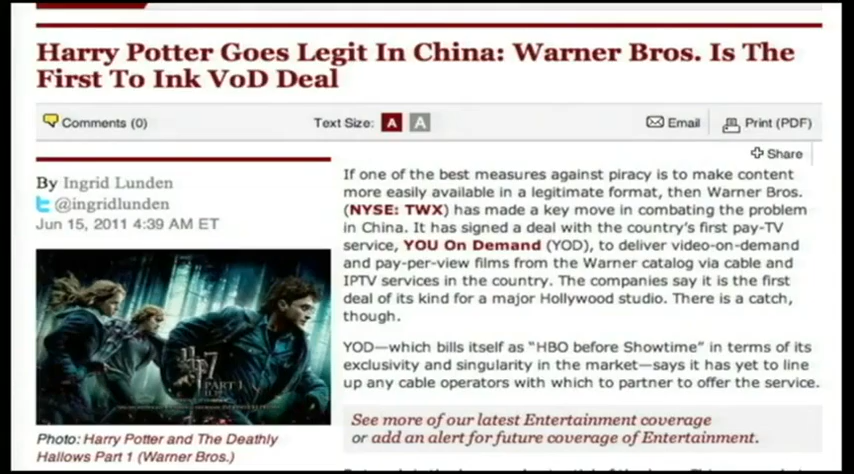 Harry Potter Goes Legit In China: Warner Bros. Is The
First To Ink VoD Deal
Comments (0)
Text Size: A A
Email
Print (PDF)
Share
By Ingrid Lunden
@ingridlunden
Jun 15, 2011 4:39 AM ET
PART 1
Photo: Harry Potter and The Deathly
Hallows Part 1 (Warner Bros.)
If one of the best measures against piracy is to make content
more easily available in a legitimate format, then Warner Bros.
(NYSE: TWX) has made a key move in combating the problem
in China. It has signed a deal with the country's first pay-TV
service, YOU On Demand (YOD), to deliver video-on-demand
and pay-per-view films from the Warner catalog via cable and
IPTV services in the country. The companies say it is the first
deal of its kind for a major Hollywood studio. There is a catch,
though.
YOD—which bills itself as "HBO before Showtime" in terms of its
exclusivity and singularity in the market—says it has yet to line
up any cable operators with which to partner to offer the service.
See more of our latest Entertainment coverage
or add an alert for future coverage of Entertainment.